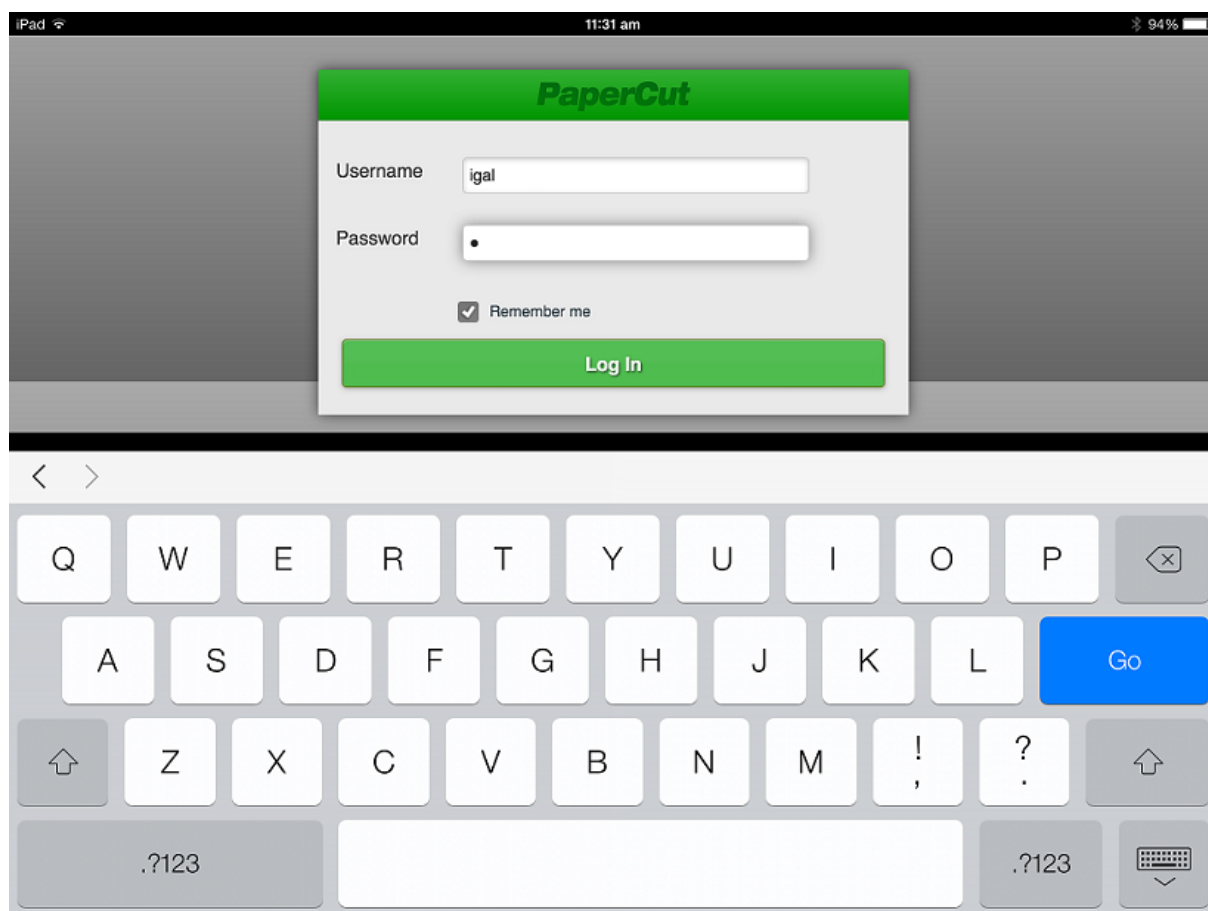 iPad 11:31 am 94%
PaperCut
Username igal
Password •
Remember me
Log In
Q W E R T Y U I O P
A S D F G H J K L Go
Z X C V B N M ! , ? .
.?123 .?123